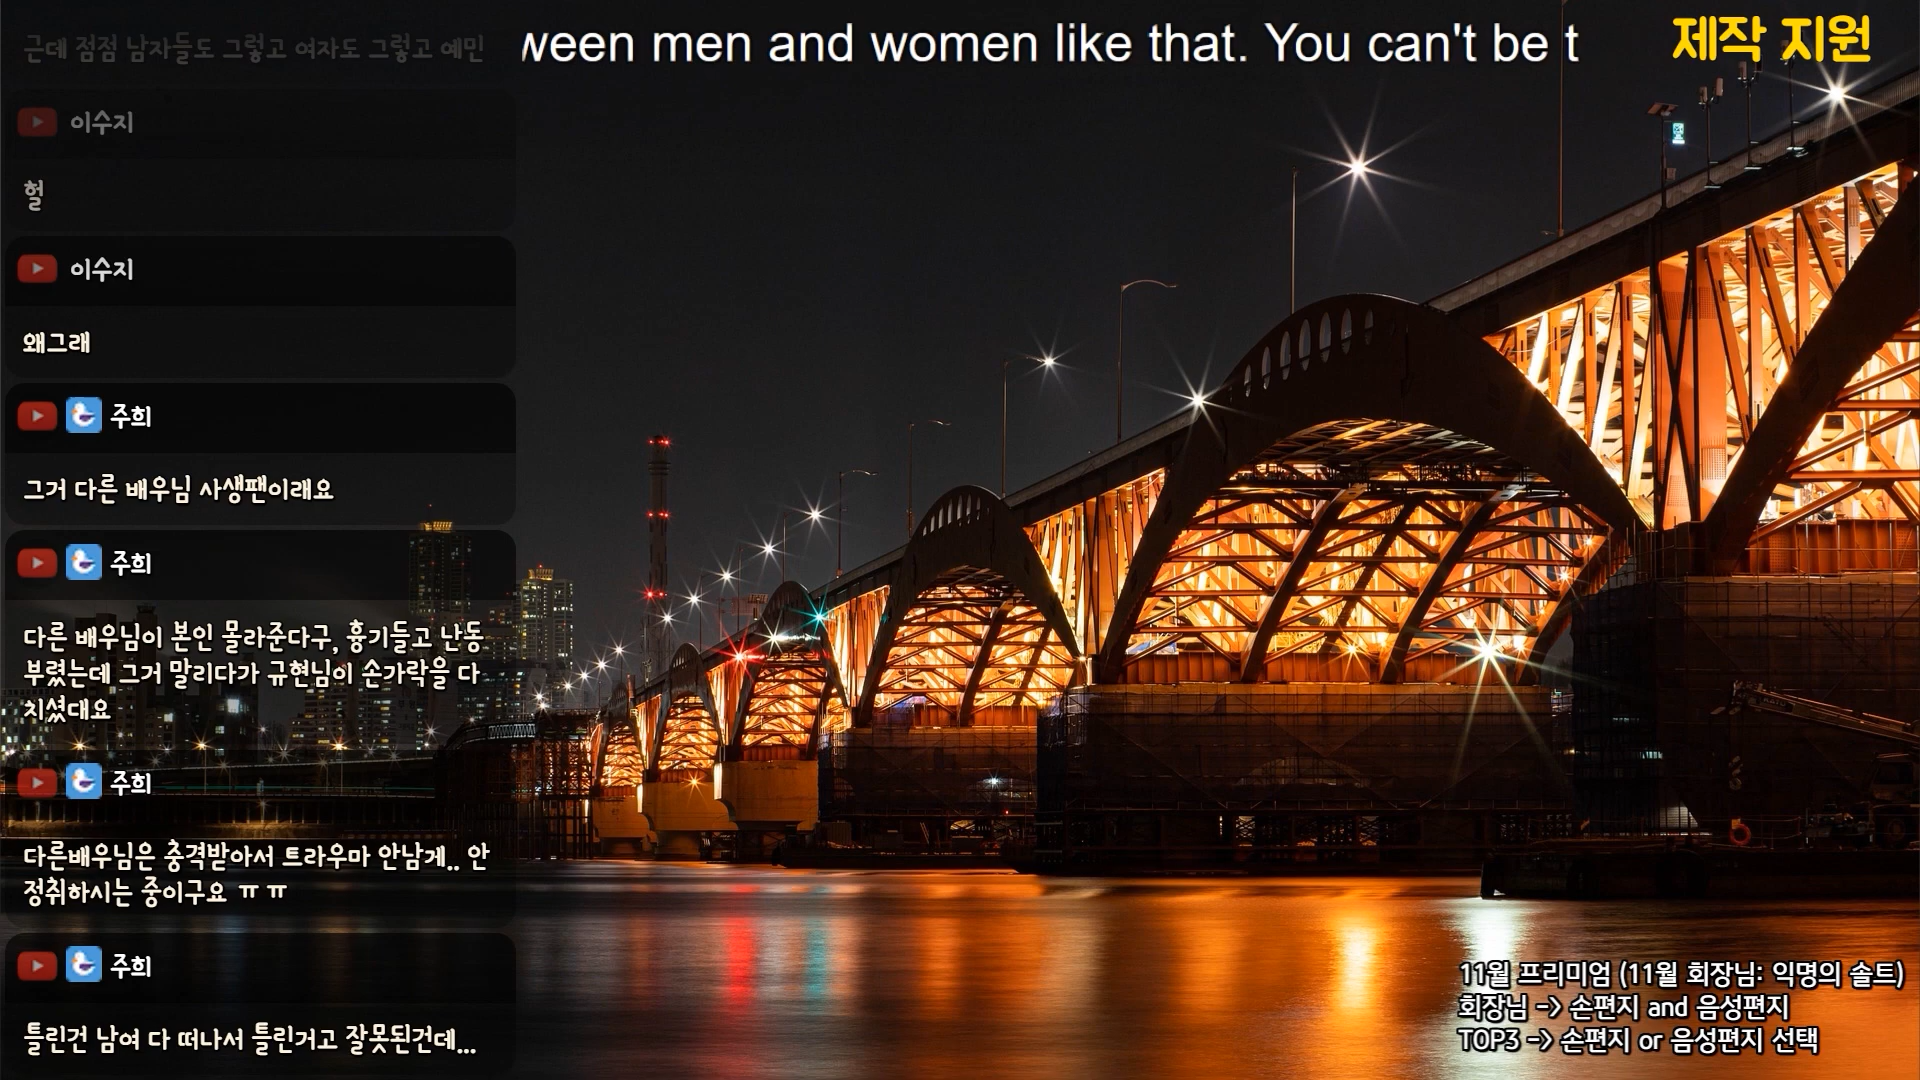 근데 점점 남자들도 그렇고 여자도 그렇고 예민
이수지
헐
이수지
왜그래
주희
그거 다른 배우님 사생팬이래요
주희
다른 배우님이 본인 몰라준다구, 흉기들고 난동
부렸는데 그거 말리다가 규현님이 손가락을 다
치셨대요
주희
다른배우님은 충격받아서 트라우마 안남게.. 안
정취하시는 중이구요 ㅠㅠ
주희
틀린건 남여 다 떠나서 틀린거고 잘못된건데...
ween men and women like that. You can't be t
제작 지원
11월 프리미엄 (11월 회장님: 익명의 솔트)
회장님 -> 손편지 and 음성편지
TOP3 -> 손편지 or 음성편지 선택